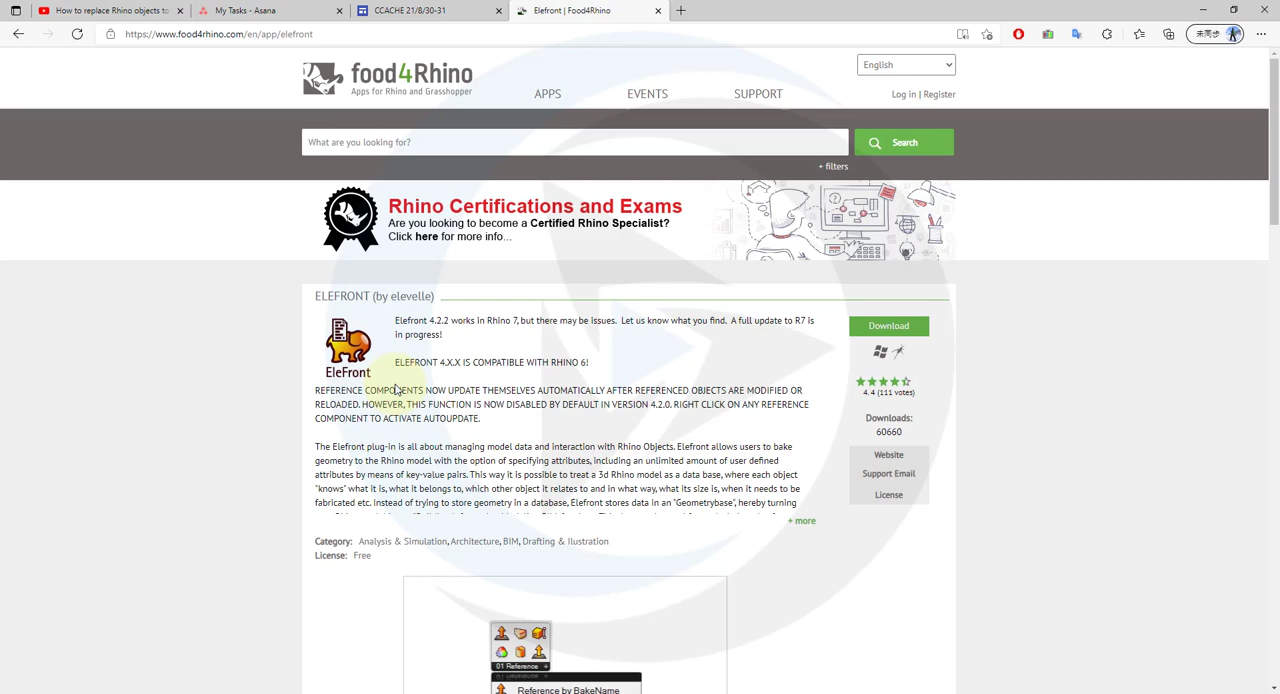 How to replace Rhino objects to
My Tasks - Asana
CCACHE 21/8/30-31
Elefront | Food4Rhino
https://www.food4rhino.com/en/app/elefront
未同步
food4Rhino
Apps for Rhino and Grasshopper
English
APPS
EVENTS
SUPPORT
Log in | Register
What are you looking for?
Search
+ filters
Rhino Certifications and Exams
Are you looking to become a Certified Rhino Specialist?
Click here for more info...
ELEFRONT (by elevelle)
EleFront
Elefront 4.2.2 works in Rhino 7, but there may be issues. Let us know what you find. A full update to R7 is
in progress!
ELEFRONT 4.X.X IS COMPATIBLE WITH RHINO 6!
REFERENCE COMPONENTS NOW UPDATE THEMSELVES AUTOMATICALLY AFTER REFERENCED OBJECTS ARE MODIFIED OR
RELOADED. HOWEVER, THIS FUNCTION IS NOW DISABLED BY DEFAULT IN VERSION 4.2.0. RIGHT CLICK ON ANY REFERENCE
COMPONENT TO ACTIVATE AUTOUPDATE.
The Elefront plug-in is all about managing model data and interaction with Rhino Objects. Elefront allows users to bake
geometry to the Rhino model with the option of specifying attributes, including an unlimited amount of user defined
attributes by means of key-value pairs. This way it is possible to treat a 3d Rhino model as a data base, where each object
"knows" what it is, what it belongs to, which other object it relates to and in what way, what its size is, when it needs to be
fabricated etc. Instead of trying to store geometry in a database, Elefront stores data in an "Geometrybase", hereby turning
+ more
Category: Analysis & Simulation, Architecture, BIM, Drafting & Ilustration
License: Free
Download
4.4 (111 votes)
Downloads:
60660
Website
Support Email
License
01 Reference +
Reference by BakeName